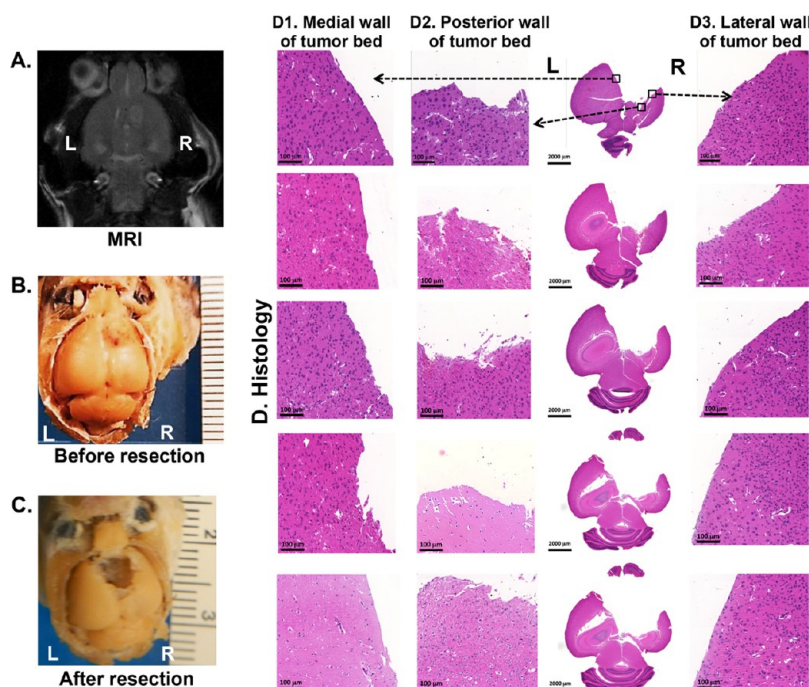 A.
L
R
MRI
B.
L
R
Before resection
C.
2
3
L
R
After resection
D. Histology
D1. Medial wall
of tumor bed
D2. Posterior wall
of tumor bed
L
R
D3. Lateral wall
of tumor bed
100 µm
100 µm
2000 µm
100 µm
100 µm
100 µm
2000 µm
100 µm
100 µm
100 µm
2000 µm
100 µm
100 µm
100 µm
2000 µm
100 µm
100 µm
100 µm
2000 µm
100 µm